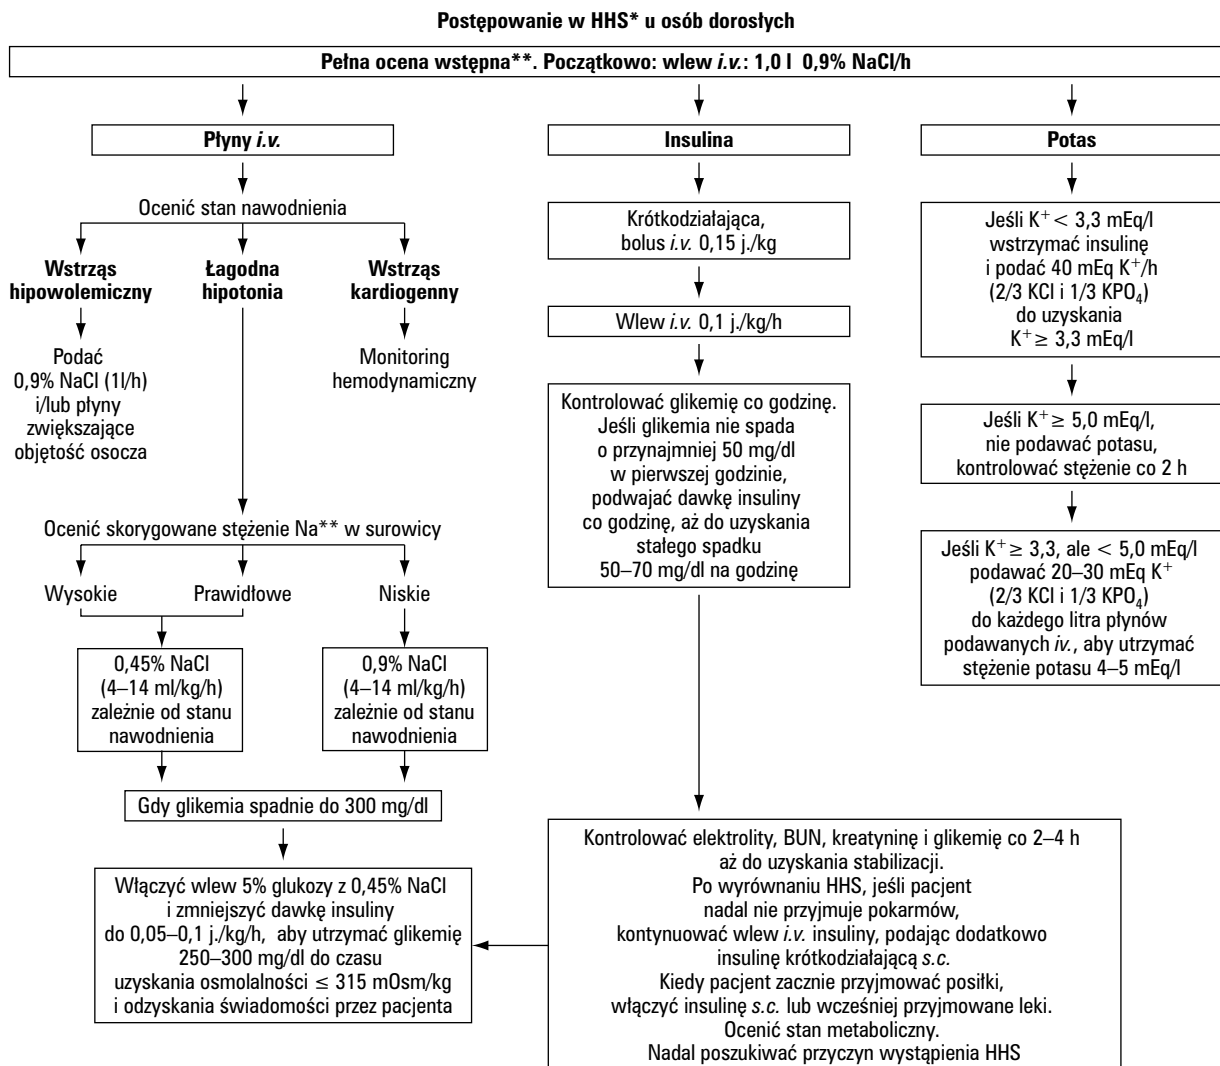 Postępowanie w HHS* u osób dorosłych
Pełna ocena wstępna**. Początkowo: wlew i.v.: 1,0 l 0,9% NaCl/h
Płyny i.v.
Ocenić stan nawodnienia
Wstrząs
hipowolemiczny
Podać
0,9% NaCl (1l/h)
i/lub płyny
zwiększające
objętość osocza
Łagodna
hipotonia
Wstrząs
kardiogenny
Monitoring
hemodynamiczny
Ocenić skorygowane stężenie Na** w surowicy
Wysokie
Prawidłowe
Niskie
0,45% NaCl
(4–14 ml/kg/h)
zależnie od stanu
nawodnienia
0,9% NaCl
(4–14 ml/kg/h)
zależnie od stanu
nawodnienia
Gdy glikemia spadnie do 300 mg/dl
Włączyć wlew 5% glukozy z 0,45% NaCl
i zmniejszyć dawkę insuliny
do 0,05–0,1 j./kg/h, aby utrzymać glikemię
250–300 mg/dl do czasu
uzyskania osmolalności ≤ 315 mOsm/kg
i odzyskania świadomości przez pacjenta
Insulina
Krótkodziałająca,
bolus i.v. 0,15 j./kg
Wlew i.v. 0,1 j./kg/h
Kontrolować glikemię co godzinę.
Jeśli glikemia nie spada
o przynajmniej 50 mg/dl
w pierwszej godzinie,
podwajać dawkę insuliny
co godzinę, aż do uzyskania
stałego spadku
50–70 mg/dl na godzinę
Kontrolować elektrolity, BUN, kreatyninę i glikemię co 2–4 h
aż do uzyskania stabilizacji.
Po wyrównaniu HHS, jeśli pacjent
nadal nie przyjmuje pokarmów,
kontynuować wlew i.v. insuliny, podając dodatkowo
insulinę krótkodziałającą s.c.
Kiedy pacjent zacznie przyjmować posiłki,
włączyć insulinę s.c. lub wcześniej przyjmowane leki.
Ocenić stan metaboliczny.
Nadal poszukiwać przyczyn wystąpienia HHS
Potas
Jeśli K⁺ < 3,3 mEq/l
wstrzymać insulinę
i podać 40 mEq K⁺/h
(2/3 KCl i 1/3 KPO₄)
do uzyskania
K⁺ ≥ 3,3 mEq/l
Jeśli K⁺ ≥ 5,0 mEq/l,
nie podawać potasu,
kontrolować stężenie co 2 h
Jeśli K⁺ ≥ 3,3, ale < 5,0 mEq/l
podawać 20–30 mEq K⁺
(2/3 KCl i 1/3 KPO₄)
do każdego litra płynów
podawanych iv., aby utrzymać
stężenie potasu 4–5 mEq/l